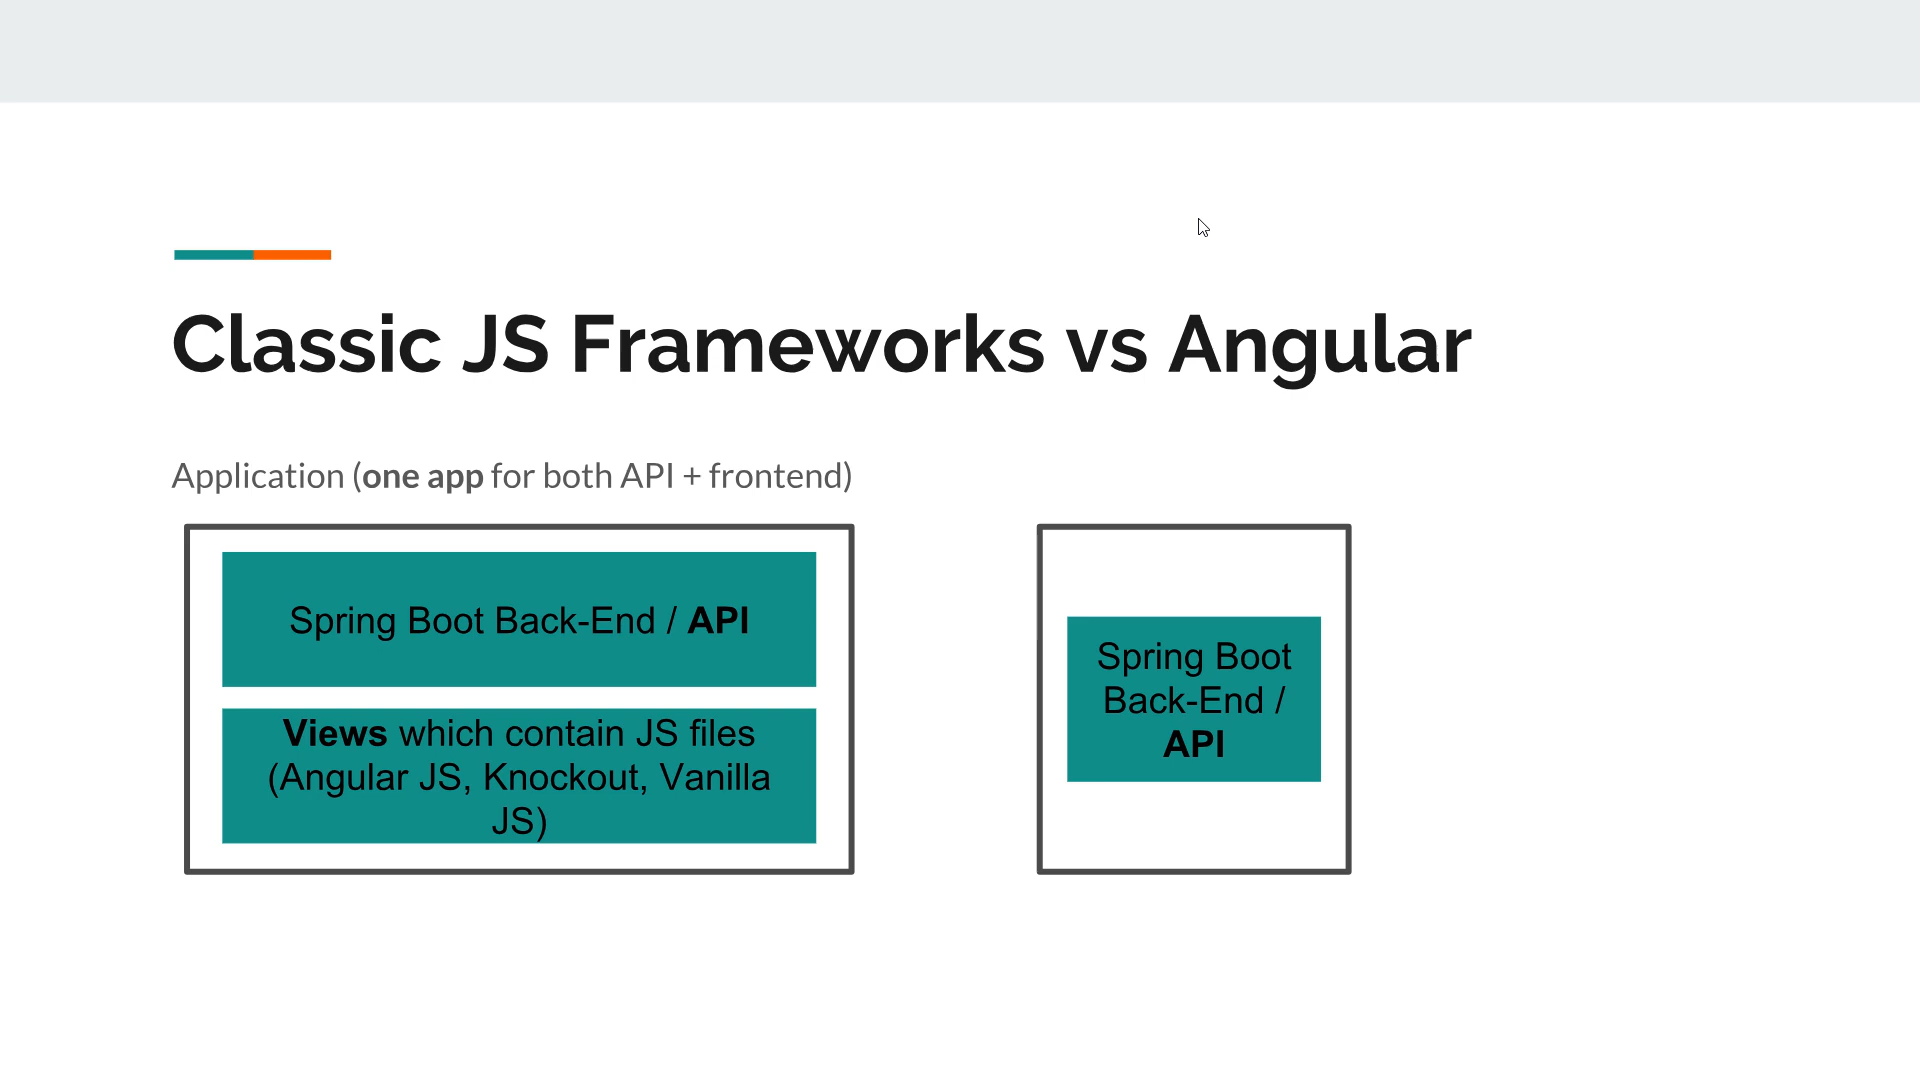 Classic JS Frameworks vs Angular
Application (one app for both API + frontend)
Spring Boot Back-End / API
Views which contain JS files
(Angular JS, Knockout, Vanilla
JS)
Spring Boot
Back-End /
API